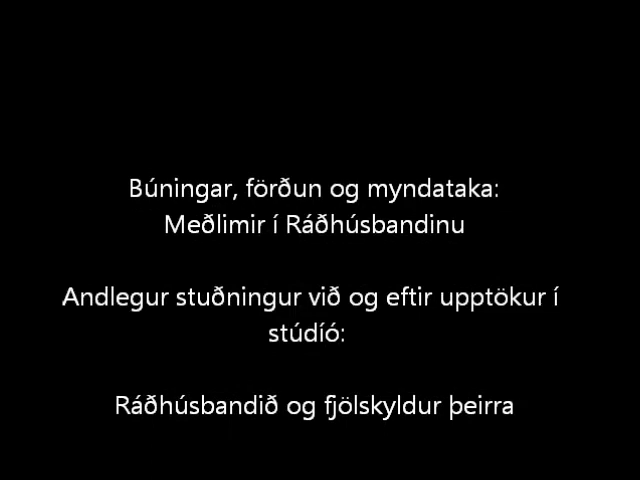 Búningar, förðun og myndataka:
Meðlimir í Ráðhúsbandinu
Andlegur stuðningur við og eftir upptökur í
stúdíó:
Ráðhúsbandið og fjölskyldur þeirra